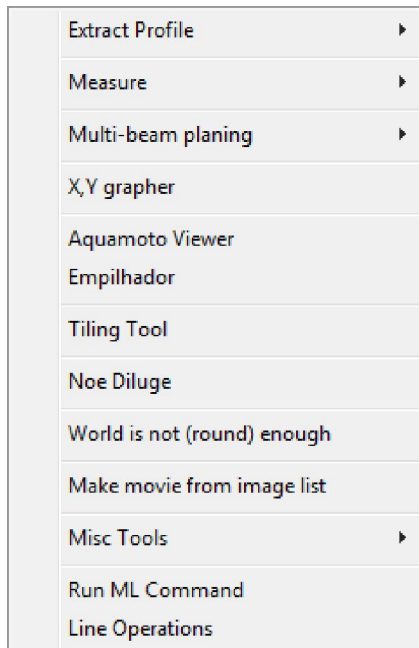 Extract Profile
Measure
Multi-beam planing
X,Y grapher
Aquamoto Viewer
Empilhador
Tiling Tool
Noe Diluge
World is not (round) enough
Make movie from image list
Misc Tools
Run ML Command
Line Operations